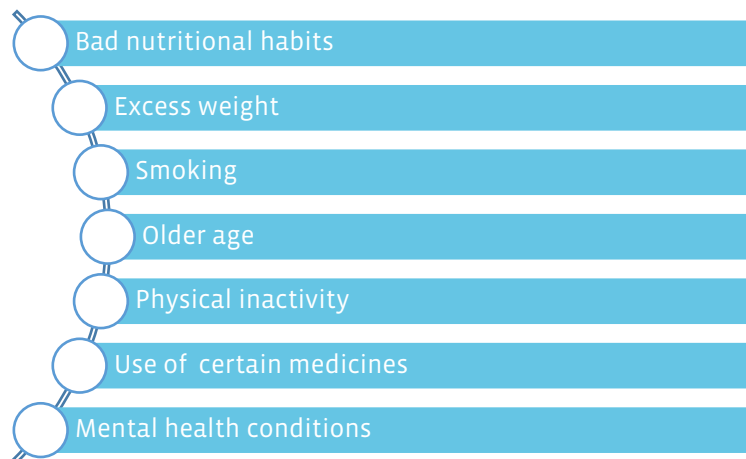 Bad nutritional habits
Excess weight
Smoking
Older age
Physical inactivity
Use of certain medicines
Mental health conditions